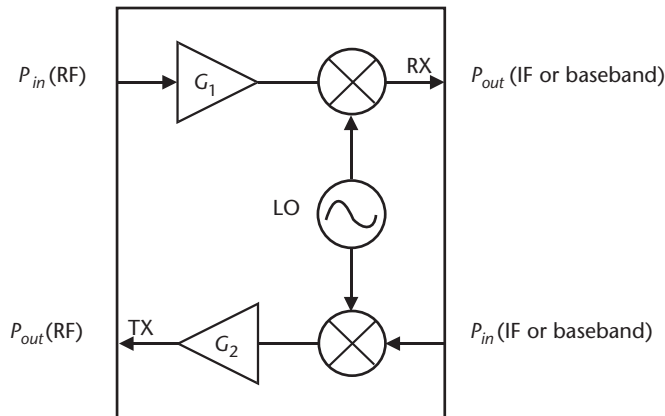 P_in (RF)
G_1
RX
P_out (IF or baseband)
LO
P_out (RF)
TX
G_2
P_in (IF or baseband)